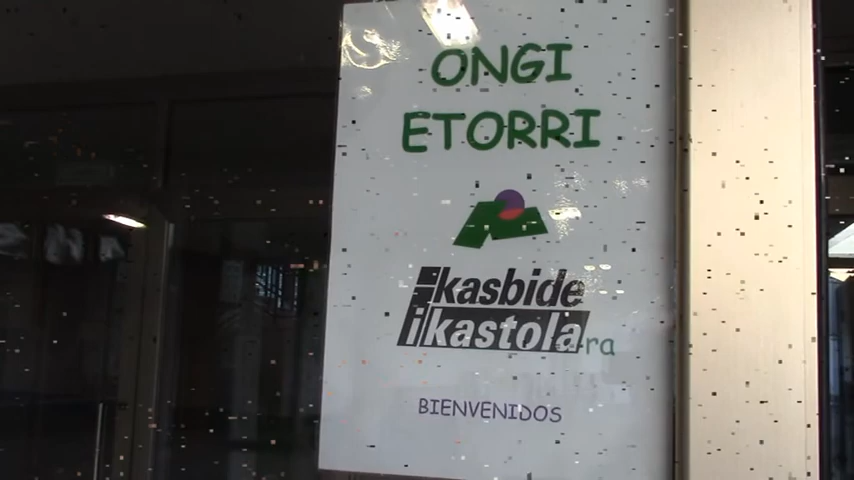 ONGI
ETORRI
ikasbide
ikastola-ra
BIENVENIDOS